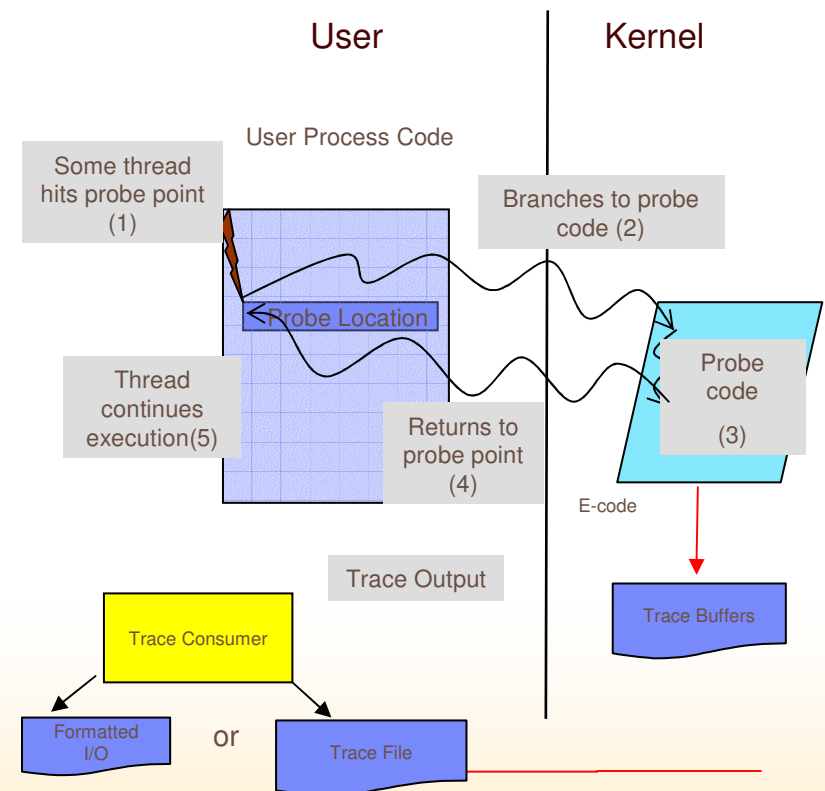 User
Kernel
User Process Code
Some thread
hits probe point
(1)
Branches to probe
code (2)
Probe Location
Probe
code
(3)
Thread
continues
execution(5)
Returns to
probe point
(4)
E-code
Trace Output
Trace Buffers
Trace Consumer
Formatted
I/O
or
Trace File